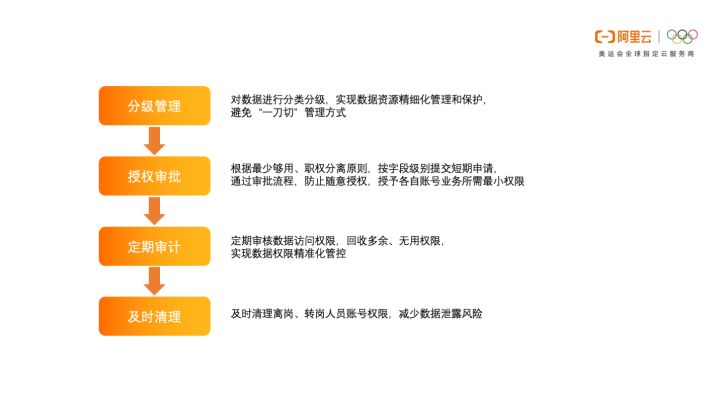 阿里云
奥运会全球指定云服务商
分级管理
对数据进行分类分级，实现数据资源精细化管理和保护，
避免“一刀切”管理方式
授权审批
根据最少够用、职权分离原则，按字段级别提交短期申请，
通过审批流程，防止随意授权，授予各自账号业务所需最小权限
定期审计
定期审核数据访问权限，回收多余、无用权限，
实现数据权限精准化管控
及时清理
及时清理离岗、转岗人员账号权限，减少数据泄露风险